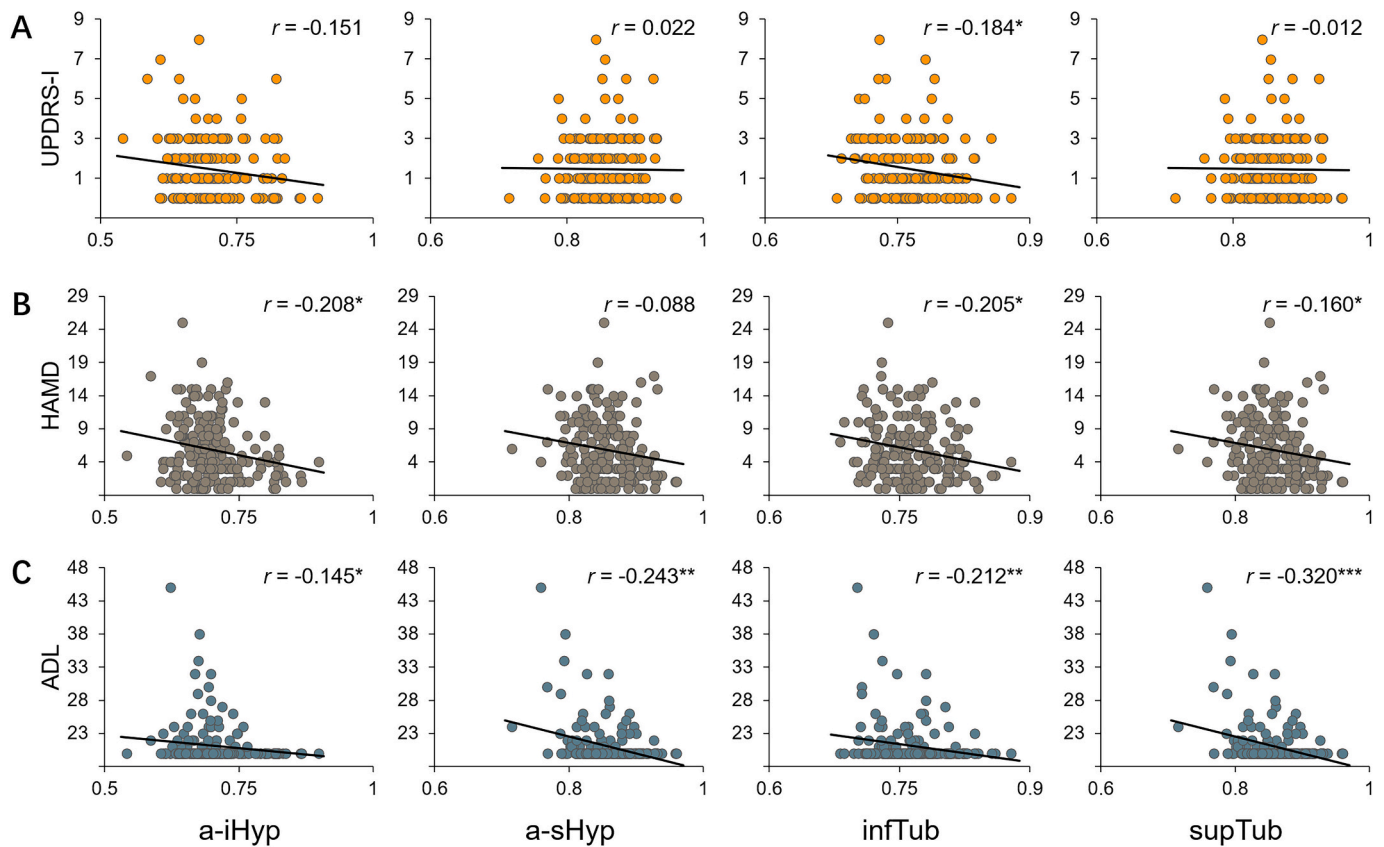 A
UPDRS-I
9
7
5
3
1
r = -0.151
0.5 0.75 1
r = 0.022
9
7
5
3
1
0.6 0.8 1
r = -0.184*
9
7
5
3
1
0.6 0.75 0.9
r = -0.012
9
7
5
3
1
0.6 0.8 1
B
HAMD
29
24
19
14
9
4
r = -0.208*
0.5 0.75 1
r = -0.088
29
24
19
14
9
4
0.6 0.8 1
r = -0.205*
29
24
19
14
9
4
0.6 0.75 0.9
r = -0.160*
29
24
19
14
9
4
0.6 0.8 1
C
ADL
48
43
38
33
28
23
r = -0.145*
0.5 0.75 1
r = -0.243**
48
43
38
33
28
23
0.6 0.8 1
r = -0.212**
48
43
38
33
28
23
0.6 0.75 0.9
r = -0.320***
48
43
38
33
28
23
0.6 0.8 1
a-iHyp a-sHyp infTub supTub